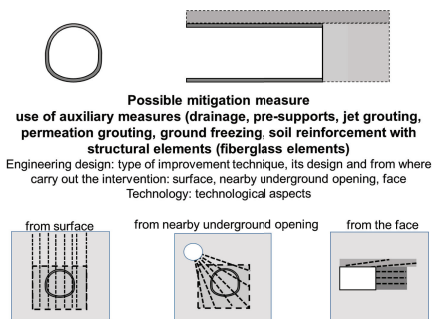 Possible mitigation measure
use of auxiliary measures (drainage, pre-supports, jet grouting,
permeation grouting, ground freezing, soil reinforcement with
structural elements (fiberglass elements)
Engineering design: type of improvement technique, its design and from where
carry out the intervention: surface, nearby underground opening, face
Technology: technological aspects
from surface
from nearby underground opening
from the face